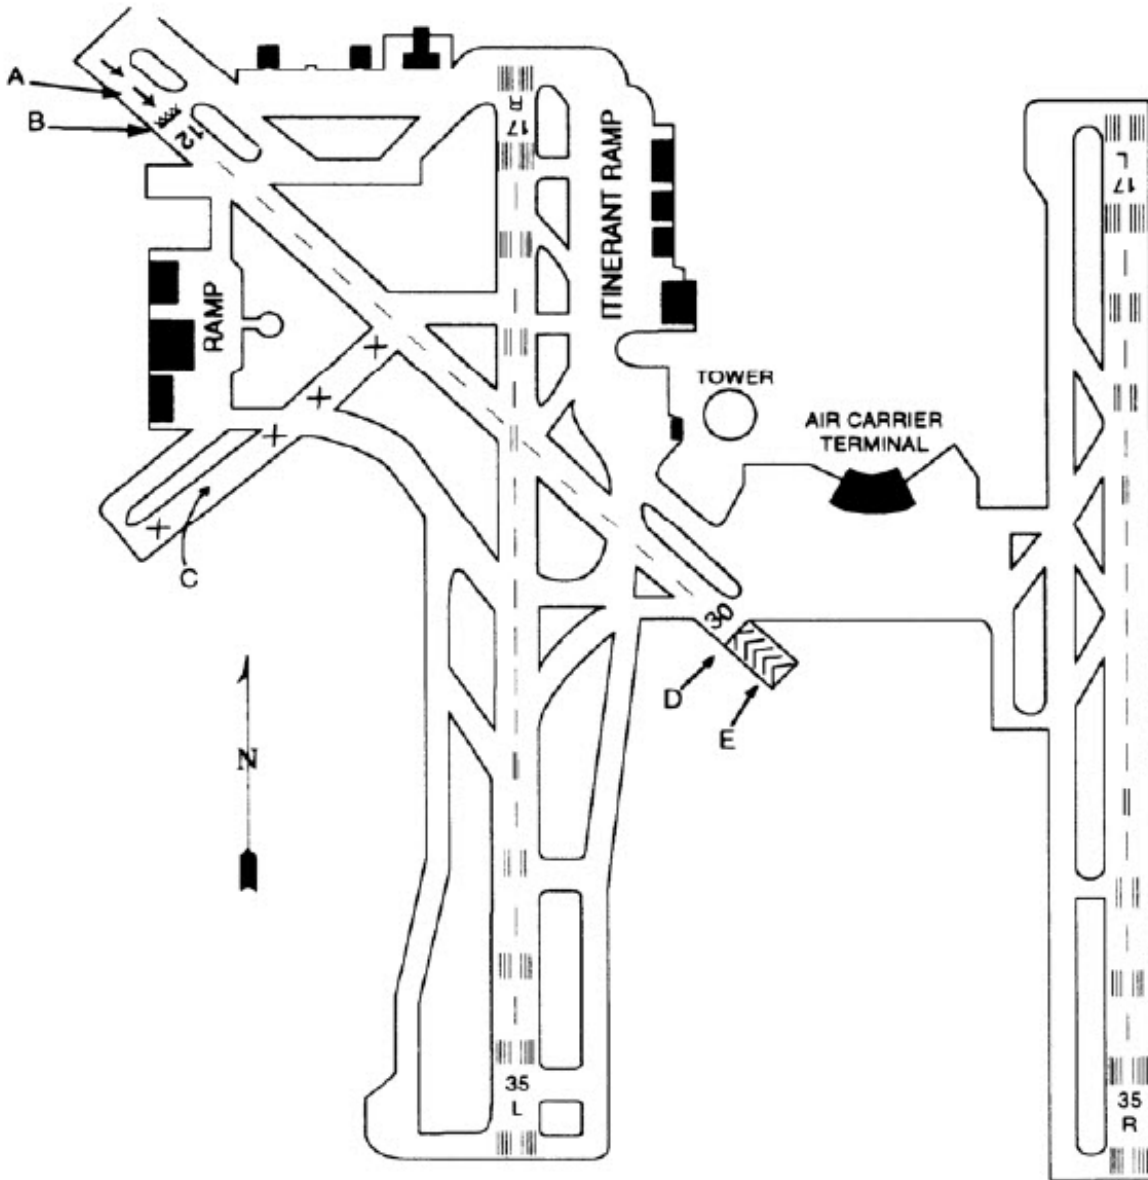 A
B
12
R
17
ITINERANT RAMP
L
17
RAMP
TOWER
AIR CARRIER
TERMINAL
C
30
D
E
N
35
L
35
R